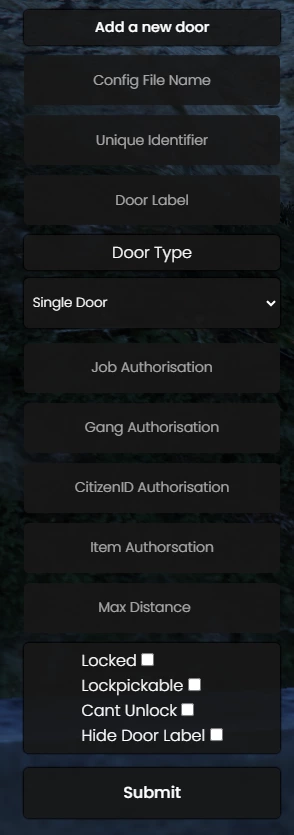 Add a new door
Config File Name
Unique Identifier
Door Label
Door Type
Single Door
Job Authorisation
Gang Authorisation
CitizenID Authorisation
Item Authorsation
Max Distance
Locked
Lockpickable
Cant Unlock
Hide Door Label
Submit